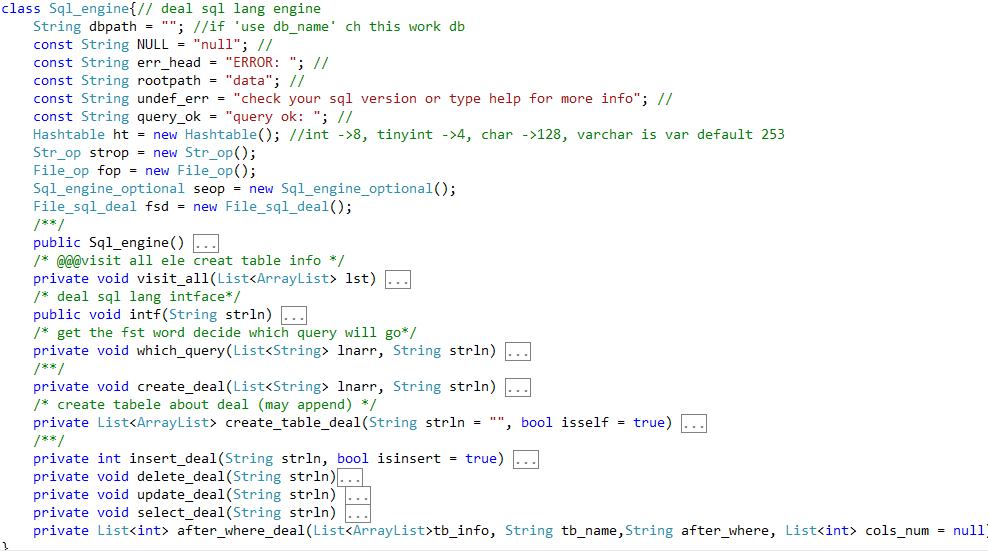 class Sql_engine{// deal sql lang engine
    String dbpath = ""; //if 'use db_name' ch this work db
    const String NULL = "null"; //
    const String err_head = "ERROR: "; //
    const String rootpath = "data"; //
    const String undef_err = "check your sql version or type help for more info"; //
    const String query_ok = "query ok: "; //
    Hashtable ht = new Hashtable(); //int ->8, tinyint ->4, char ->128, varchar is var default 253
    Str_op strop = new Str_op();
    File_op fop = new File_op();
    Sql_engine_optional seop = new Sql_engine_optional();
    File_sql_deal fsd = new File_sql_deal();
    /**/
    public Sql_engine() ...
    /* @@@visit all ele creat table info */
    private void visit_all(List<ArrayList> lst) ...
    /* deal sql lang intface*/
    public void intf(String strln) ...
    /* get the fst word decide which query will go*/
    private void which_query(List<String> lnarr, String strln) ...
    /**/
    private void create_deal(List<String> lnarr, String strln) ...
    /* create tabele about deal (may append) */
    private List<ArrayList> create_table_deal(String strln = "", bool isself = true) ...
    /**/
    private int insert_deal(String strln, bool isinsert = true) ...
    private void delete_deal(String strln)...
    private void update_deal(String strln) ...
    private void select_deal(String strln) ...
    private List<int> after_where_deal(List<ArrayList>tb_info, String tb_name,String after_where, List<int> cols_num = null)
}